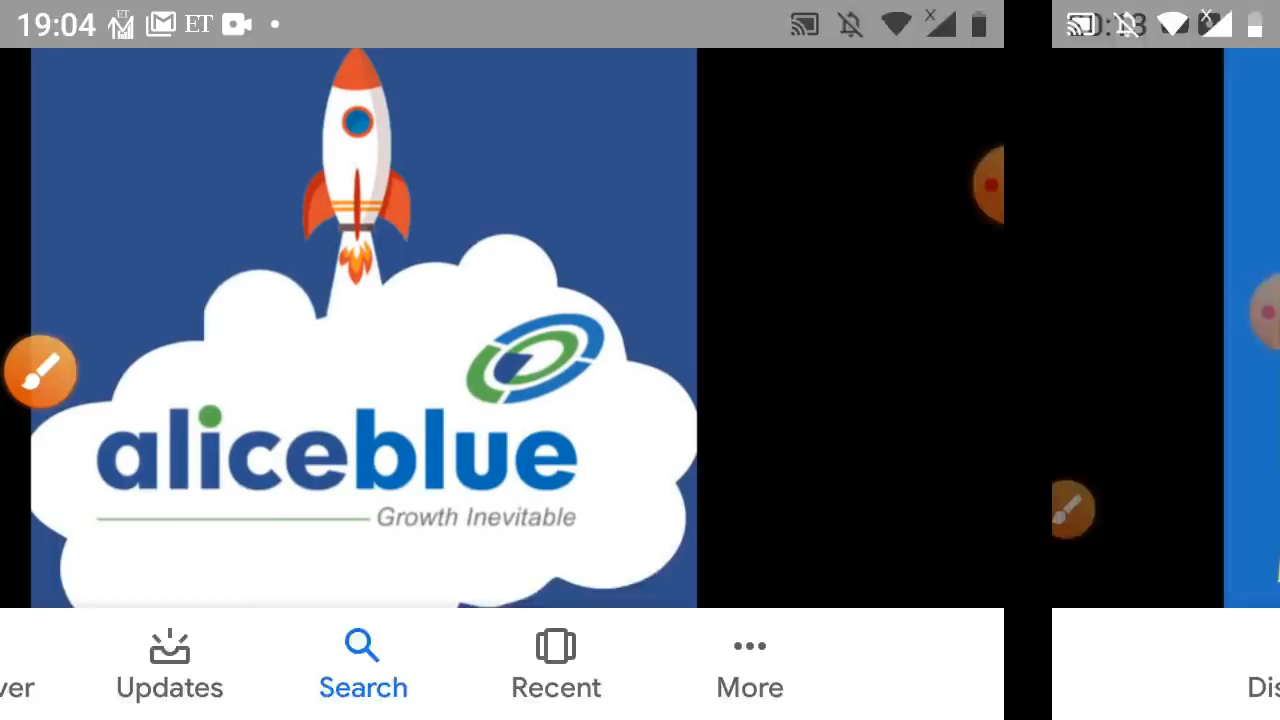 19:04 ET
aliceblue
Growth Inevitable
ver Updates Search Recent More
Dis